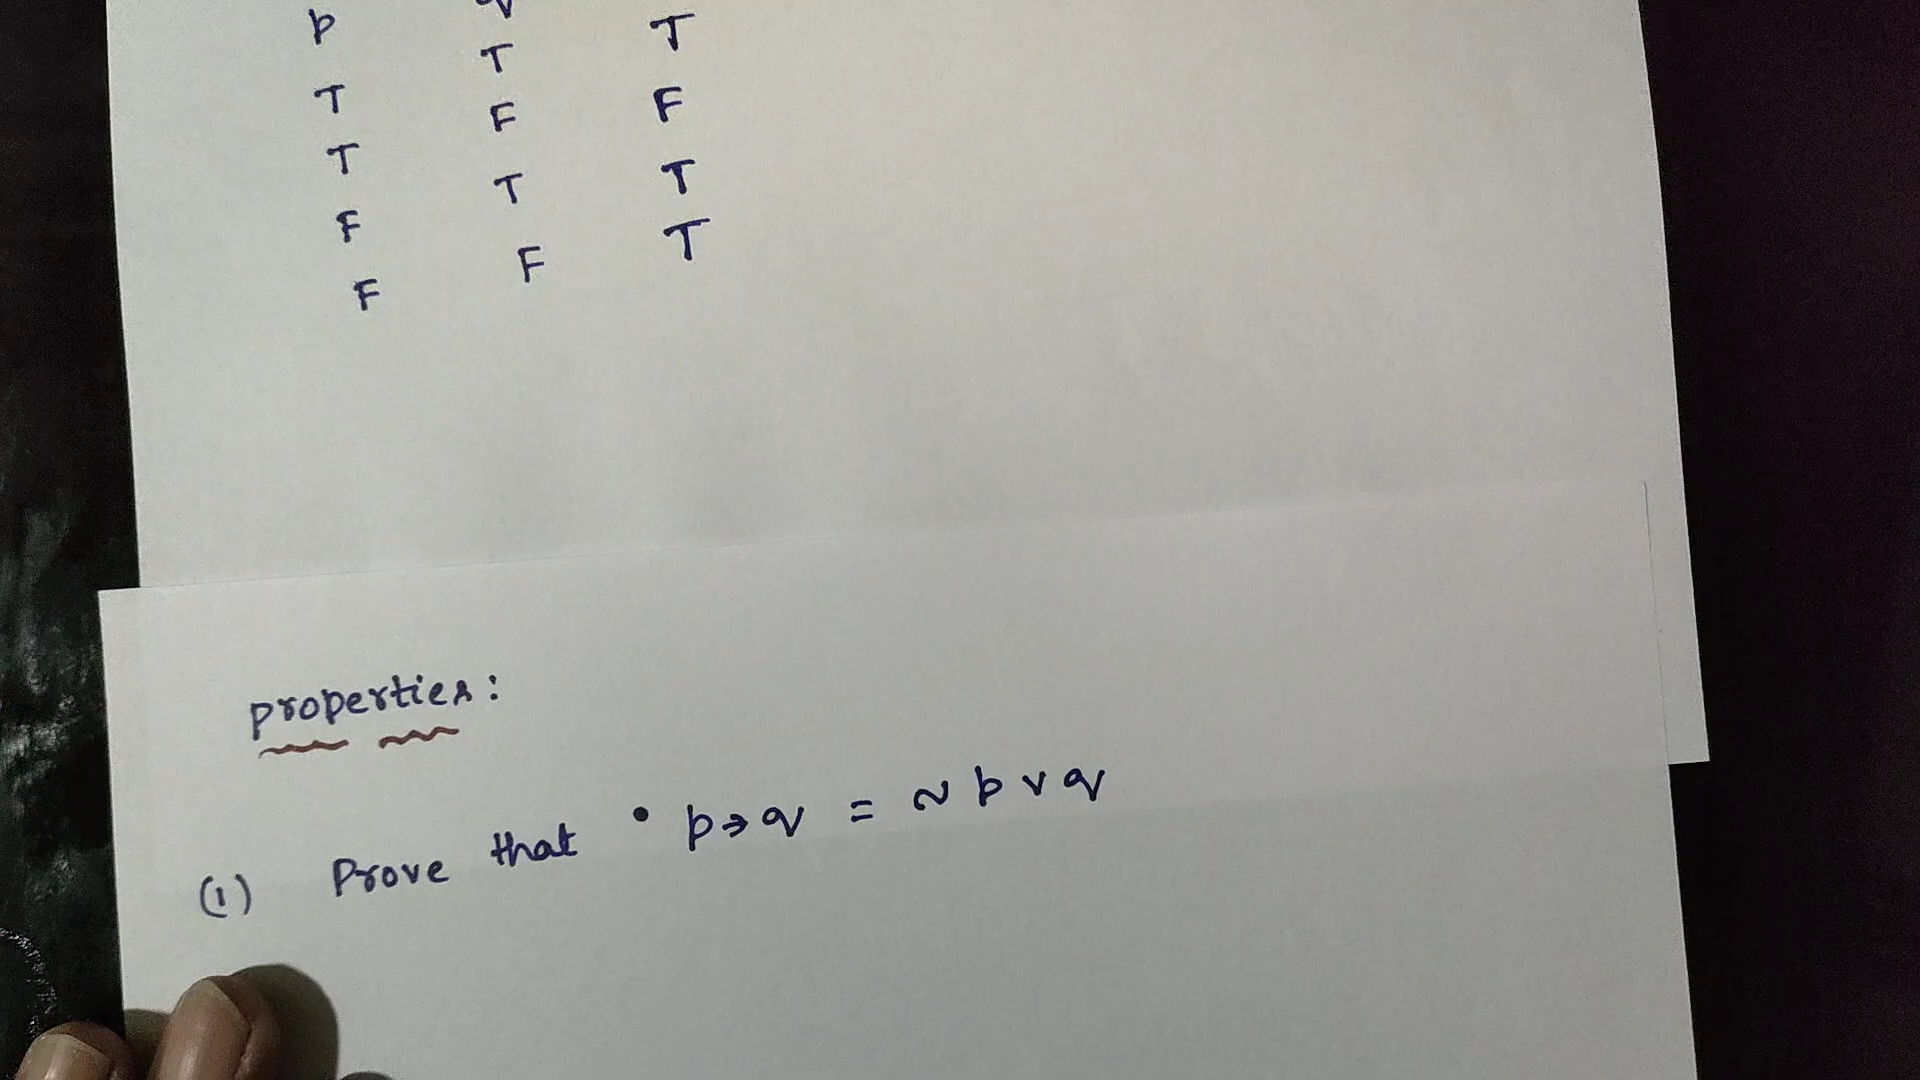 p q
T T T
T F F
F T T
F F T
properties:
(1) Prove that • p→q = ~p∨q